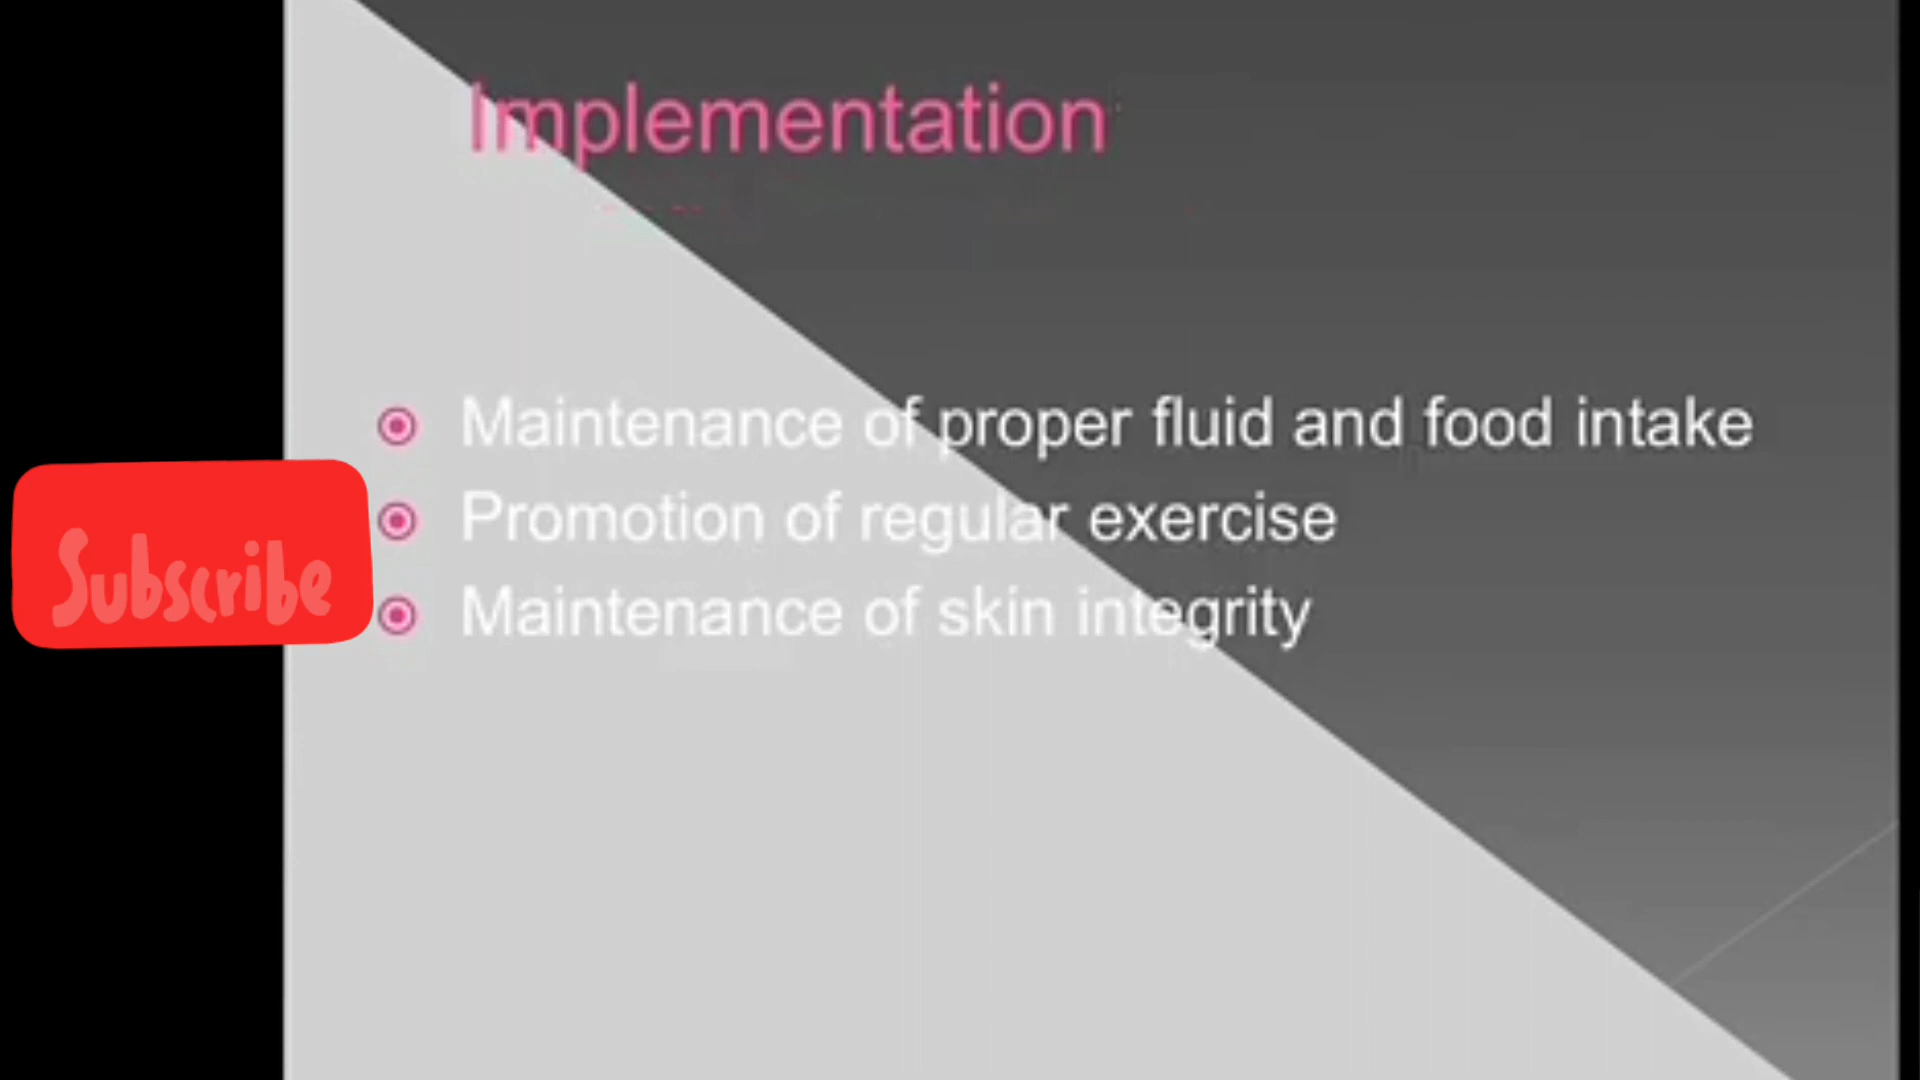 Implementation
Maintenance of proper fluid and food intake
Promotion of regular exercise
Subscribe
Maintenance of skin integrity